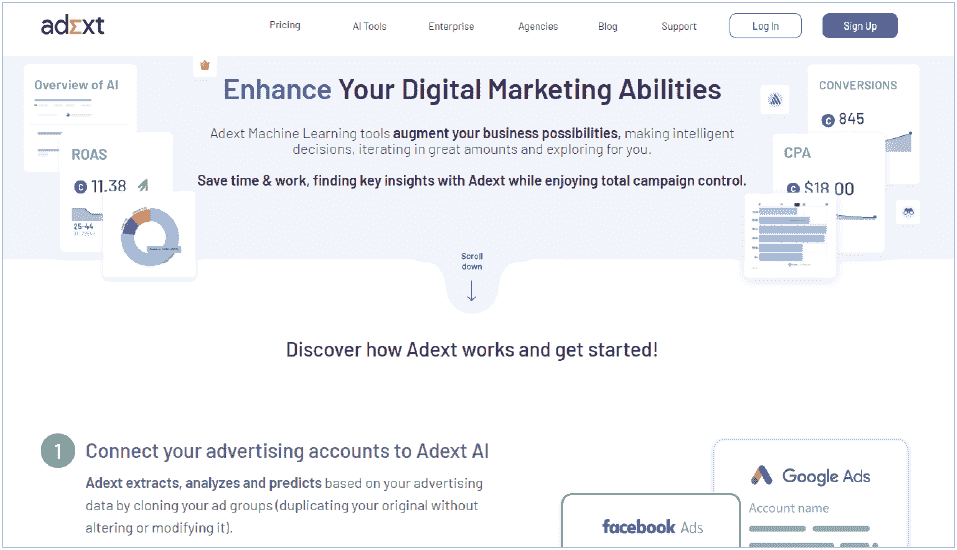 adΣxt
Pricing
AI Tools
Enterprise
Agencies
Blog
Support
Log In
Sign Up
Overview of AI
ROAS
11.38
25-44
Enhance Your Digital Marketing Abilities
Adext Machine Learning tools augment your business possibilities, making intelligent
decisions, iterating in great amounts and exploring for you.
Save time & work, finding key insights with Adext while enjoying total campaign control.
CONVERSIONS
845
CPA
$18.00
Scroll
down
Discover how Adext works and get started!
1
Connect your advertising accounts to Adext AI
Adext extracts, analyzes and predicts based on your advertising
data by cloning your ad groups (duplicating your original without
altering or modifying it).
Google Ads
Account name
facebook Ads